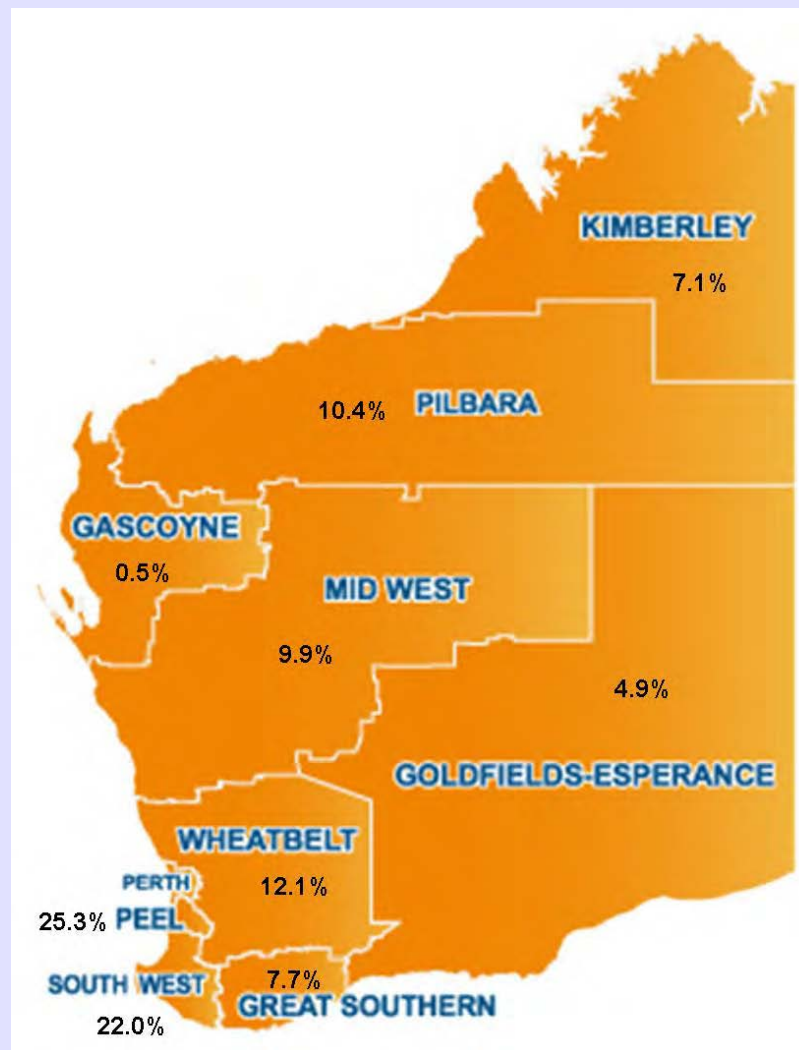 KIMBERLEY
7.1%
10.4% PILBARA
GASCOYNE
0.5%
MID WEST
9.9%
4.9%
GOLDFIELDS-ESPERANCE
WHEATBELT
12.1%
PERTH
25.3% PEEL
SOUTH WEST
22.0%
7.7%
GREAT SOUTHERN